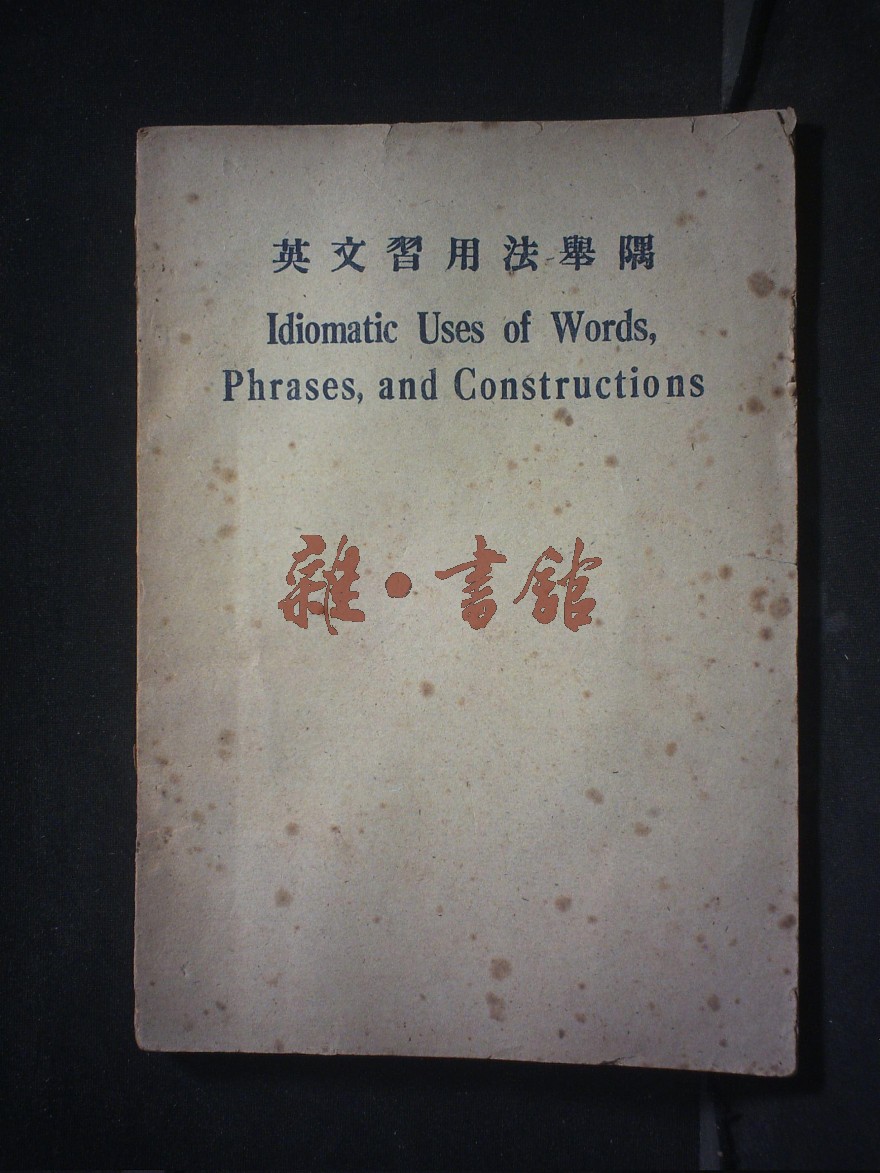 英文習用法舉隅
Idiomatic Uses of Words,
Phrases, and Constructions
雜·書館